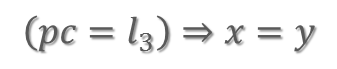 (pc = l₃) ⇒ x = y